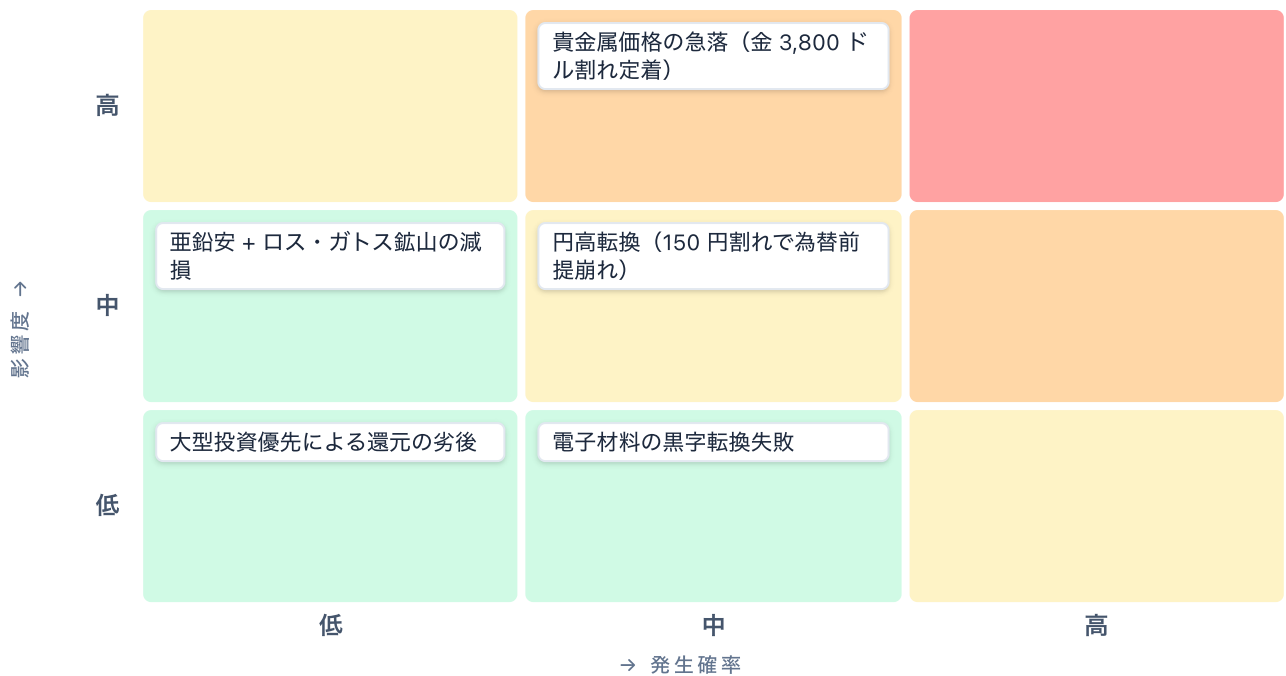 貴金属価格の急落（金 3,800 ド
ル割れ定着）
高
亜鉛安 + ロス・ガトス鉱山の減
損
円高転換（150 円割れで為替前
提崩れ）
中
影響度 →
大型投資優先による還元の劣後
電子材料の黒字転換失敗
低
低
中
高
→ 発生確率